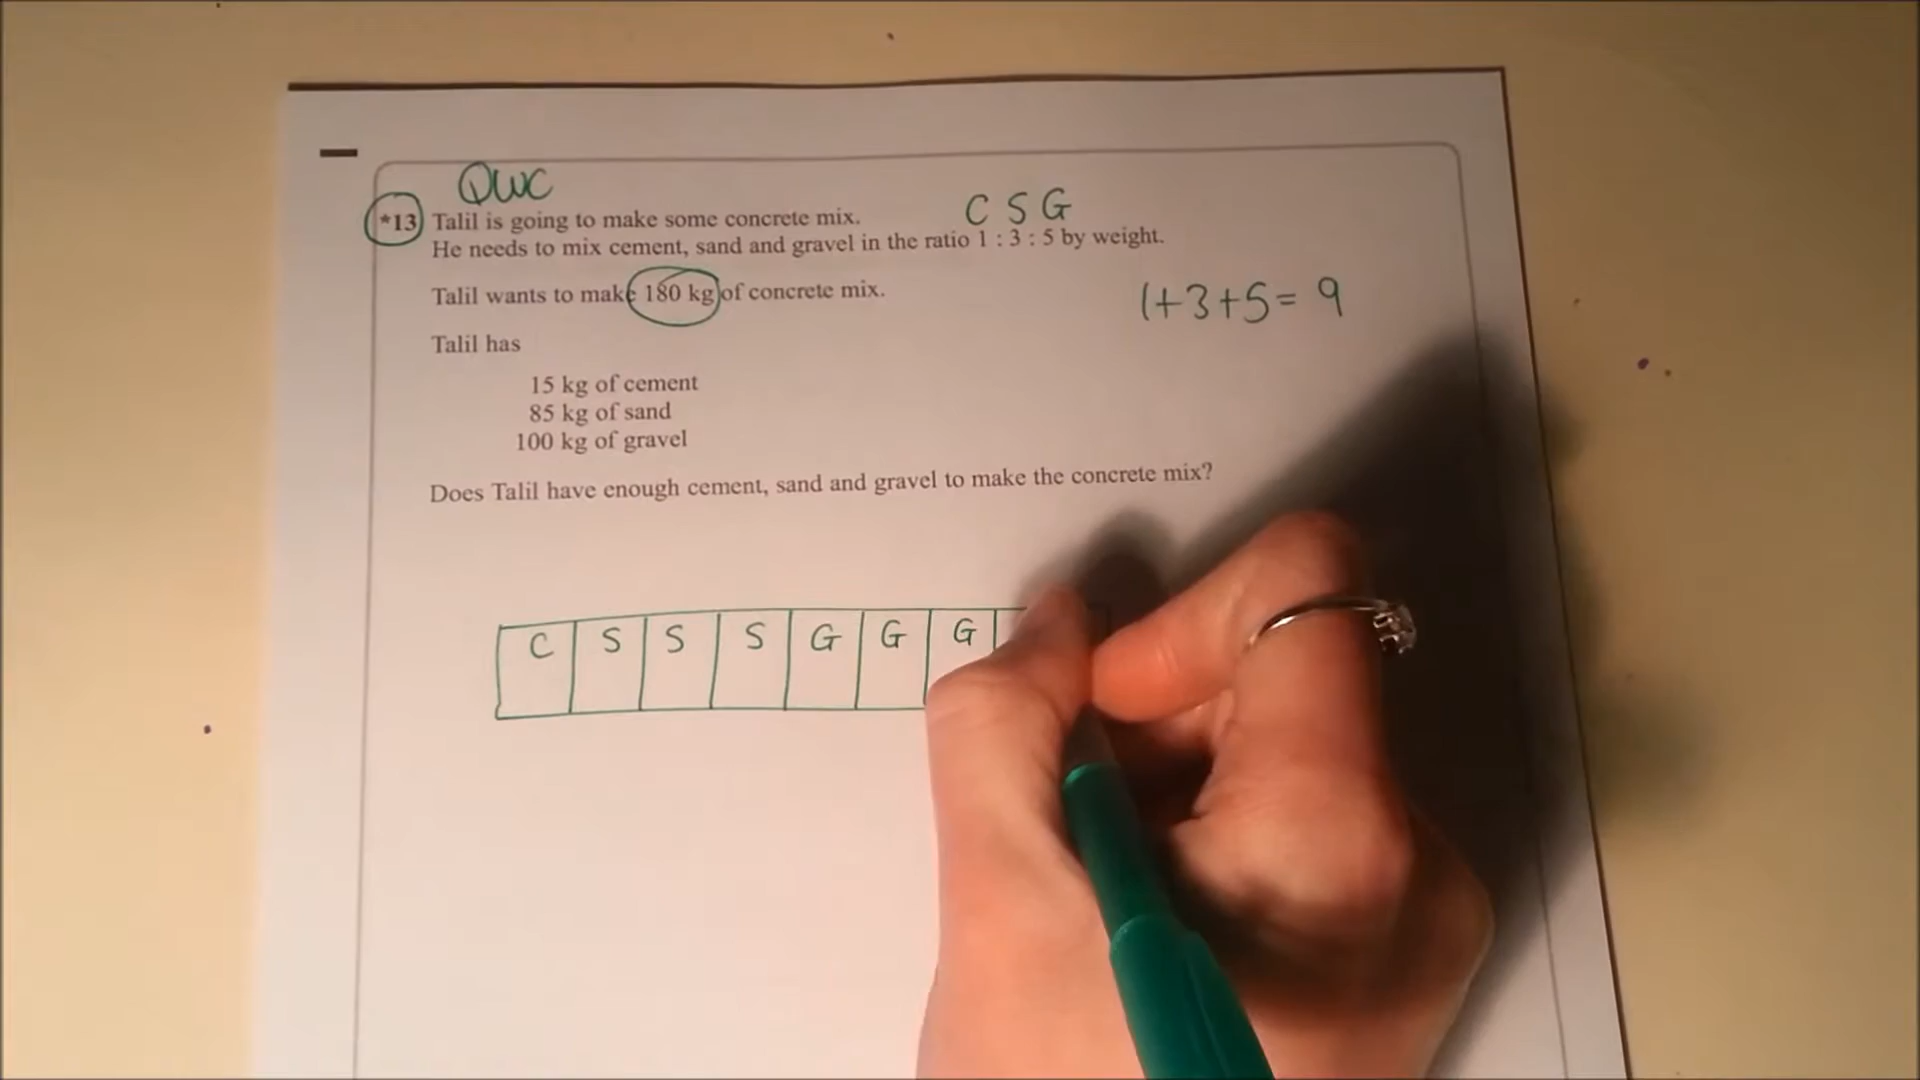 QWC
*13 Talil is going to make some concrete mix.
C S G
He needs to mix cement, sand and gravel in the ratio 1 : 3 : 5 by weight.
Talil wants to make 180 kg of concrete mix.
1+3+5= 9
Talil has
15 kg of cement
85 kg of sand
100 kg of gravel
Does Talil have enough cement, sand and gravel to make the concrete mix?
C S S S G G G